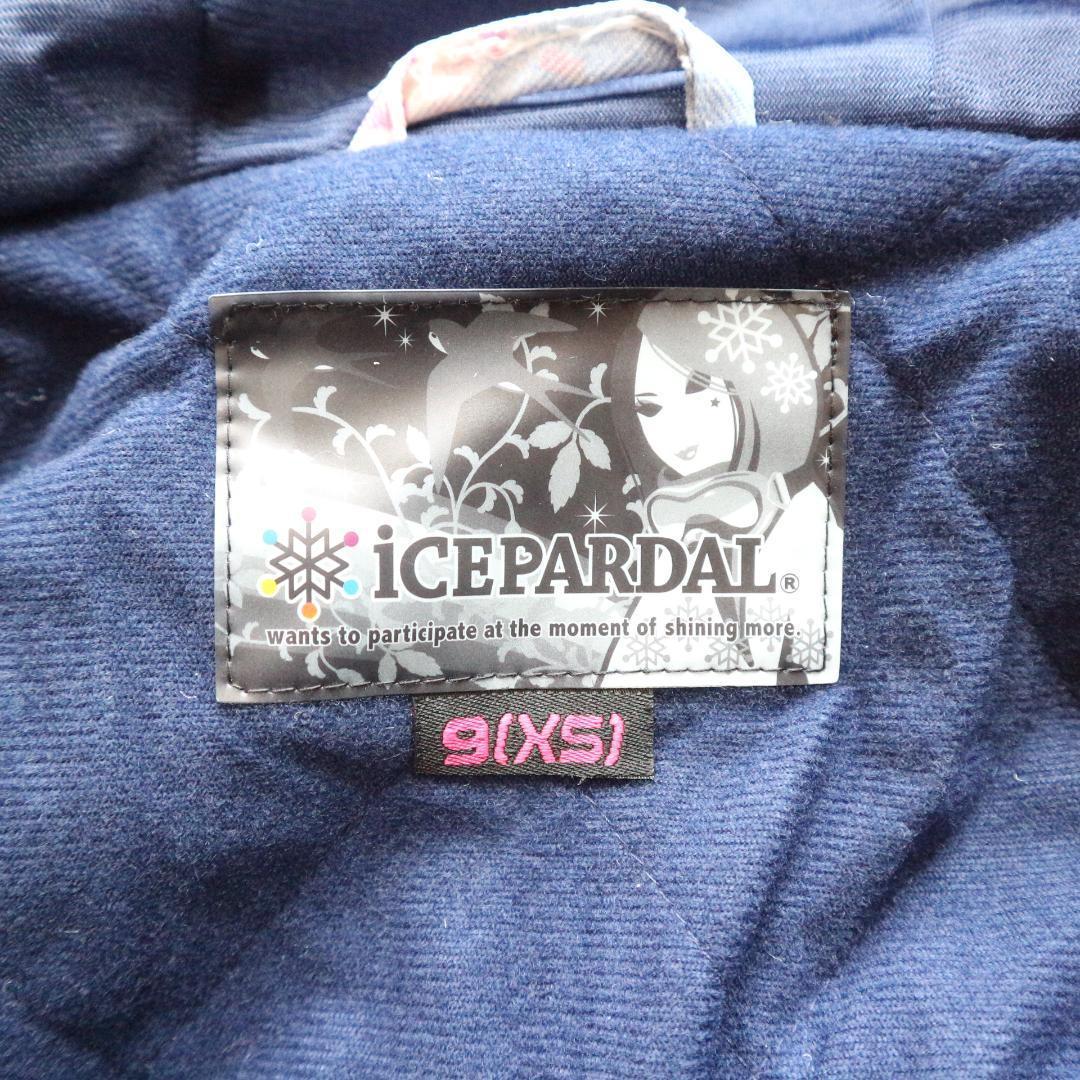 iCEPARDAL®
wants to participate at the moment of shining more.
9(XS)